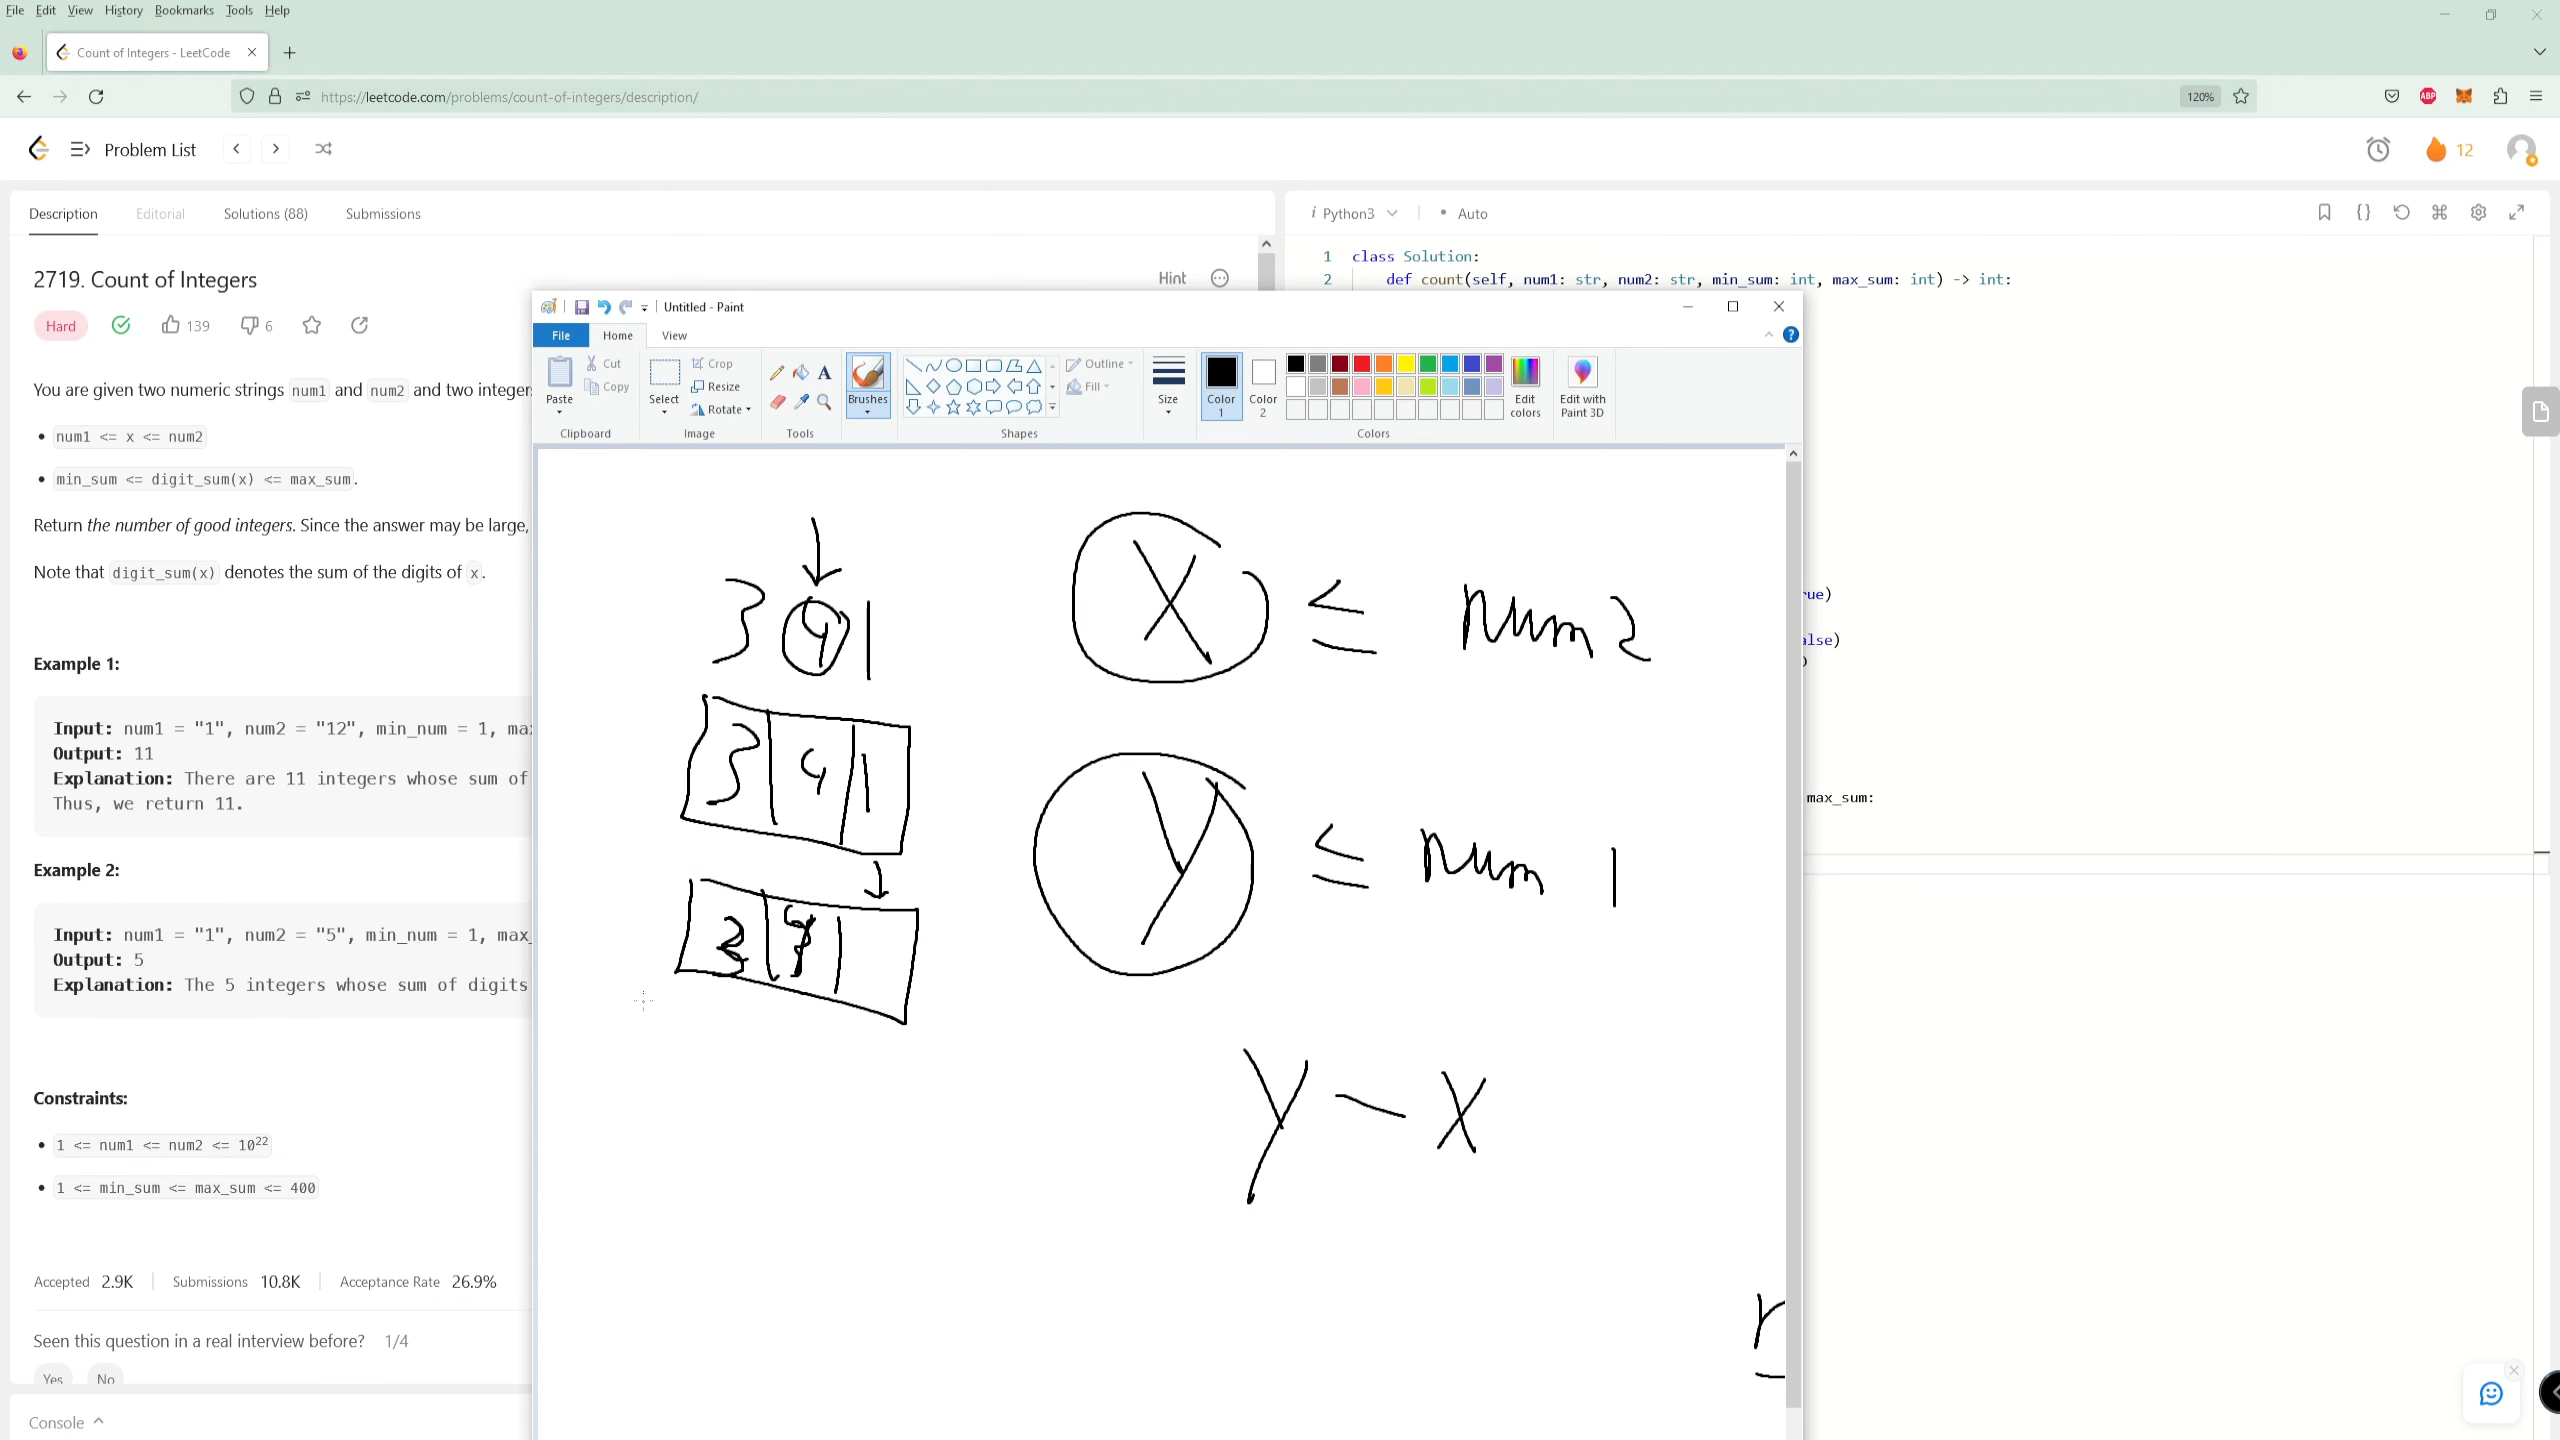 File Edit View History Bookmarks Tools Help
Count of Integers - LeetCode
https://leetcode.com/problems/count-of-integers/description/
120%
ABP
Problem List
12
Description Editorial Solutions (88) Submissions
2719. Count of Integers
Hint
Hard 139 6
You are given two numeric strings num1 and num2 and two integer
num1 <= x <= num2
min_sum <= digit_sum(x) <= max_sum.
Return the number of good integers. Since the answer may be large,
Note that digit_sum(x) denotes the sum of the digits of x.
Example 1:
Input: num1 = "1", num2 = "12", min_num = 1, ma
Output: 11
Explanation: There are 11 integers whose sum of
Thus, we return 11.
Example 2:
Input: num1 = "1", num2 = "5", min_num = 1, max_
Output: 5
Explanation: The 5 integers whose sum of digits
Constraints:
1 <= num1 <= num2 <= 10²²
1 <= min_sum <= max_sum <= 400
Accepted 2.9K Submissions 10.8K Acceptance Rate 26.9%
Seen this question in a real interview before? 1/4
Yes No
Console
i Python3 • Auto
1 class Solution:
2 def count(self, num1: str, num2: str, min_sum: int, max_sum: int) -> int:
rue)
alse)
)
max_sum:
Untitled - Paint
File Home View
Paste Cut Copy Clipboard
Select Crop Resize Rotate Image
A Tools
Brushes
Outline Fill Shapes
Size
Color 1 Color 2 Edit colors Colors
Edit with Paint 3D
3 4 1
3 4 1
3
X ≤ num2
y ≤ num 1
y - X